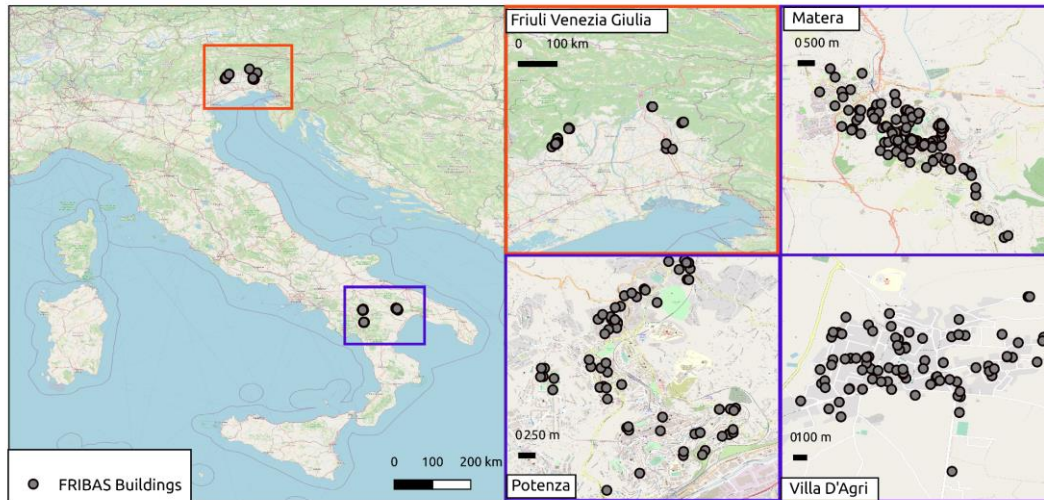 FRIBAS Buildings
0 100 200 km
Friuli Venezia Giulia
0 100 km
Matera
0 500 m
0 250 m
Potenza
0 100 m
Villa D'Agri